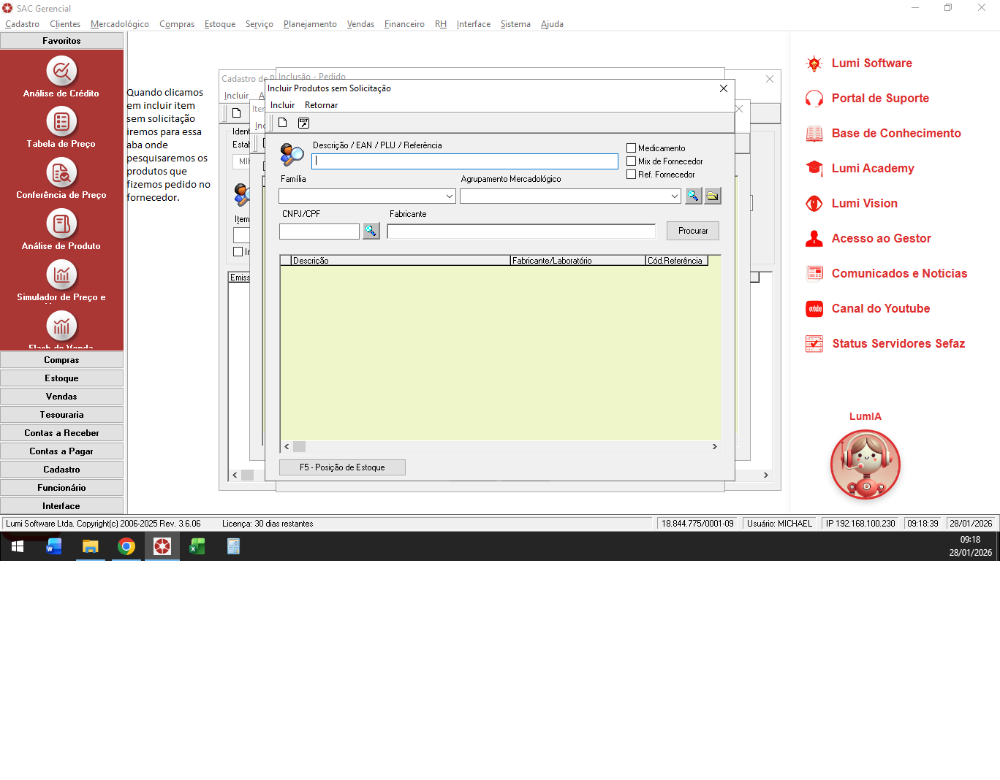 SAC Gerencial
Cadastro Clientes Mercadológico Compras Estoque Serviço Planejamento Vendas Financeiro RH Interface Sistema Ajuda
Favoritos
Análise de Crédito
Tabela de Preço
Conferência de Preço
Análise de Produto
Simulador de Preço e
Flash de Venda
Compras
Estoque
Vendas
Tesouraria
Contas a Receber
Contas a Pagar
Cadastro
Funcionário
Interface
Quando clicamos
em incluir item
sem solicitação
iremos para essa
aba onde
pesquisaremos os
produtos que
fizemos pedido no
fornecedor.
Cadastro de P
Inclusão - Pedido
Incluir A
Iter
Inc
Ident
Estab
MI
Item
Ir
Emiss
Incluir Produtos sem Solicitação
Incluir Retornar
EXIT
Descrição / EAN / PLU / Referência
Medicamento
Mix de Fornecedor
Ref. Fornecedor
Família
Agrupamento Mercadológico
CNPJ/CPF
Fabricante
Procurar
Descrição Fabricante/Laboratório Cód.Referência
F5 - Posição de Estoque
Lumi Software
Portal de Suporte
Base de Conhecimento
Lumi Academy
Lumi Vision
Acesso ao Gestor
Comunicados e Notícias
Canal do Youtube
Status Servidores Sefaz
LumIA
Lumi Software Ltda. Copyright(c) 2006-2025 Rev. 3.6.06 Licença: 30 dias restantes 18.844.775/0001-09 Usuário: MICHAEL IP 192.168.100.230 09:18:39 28/01/2026
09:18
28/01/2026